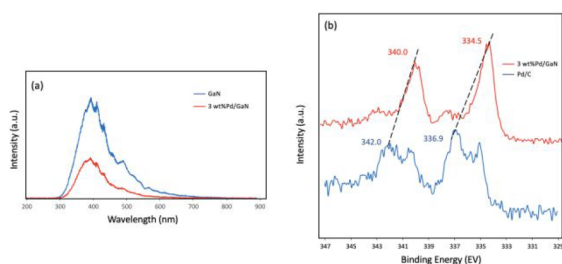 (a)
GaN
3 wt%Pd/GaN
Intensity (a.u.)
200 300 400 500 600 700 800 900
Wavelength (nm)
(b)
340.0
334.5
3 wt%Pd/GaN
Pd/C
342.0
336.9
Intensity (a.u.)
347 345 343 341 339 337 335 333 331 329
Binding Energy (EV)